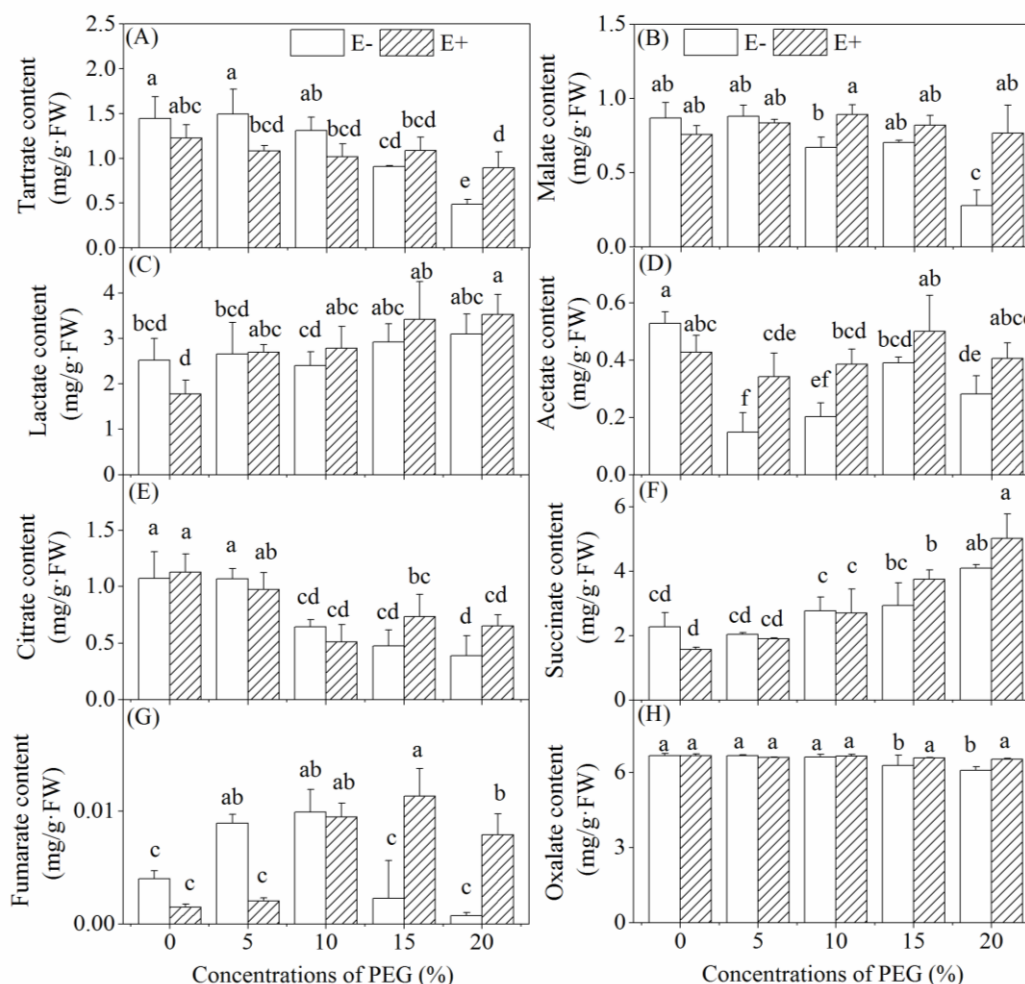 (A)
E-
E+
Tartrate content
(mg/g·FW)
2.5
2.0
1.5
1.0
0.5
0.0
a
abc
a
bcd
ab
bcd
cd
bcd
e
d
(B)
E-
E+
Malate content
(mg/g·FW)
1.5
1.0
0.5
0.0
ab
ab
ab
ab
b
a
ab
ab
c
ab
(C)
Lactate content
(mg/g·FW)
4
3
2
1
0
bcd
d
bcd
abc
cd
abc
abc
ab
abc
a
(D)
Acetate content
(mg/g·FW)
0.6
0.4
0.2
0.0
a
abc
f
cde
ef
bcd
bcd
ab
de
abcd
(E)
Citrate content
(mg/g·FW)
1.5
1.0
0.5
0.0
a
a
a
ab
cd
cd
cd
bc
d
cd
(F)
Succinate content
(mg/g·FW)
6
4
2
0
cd
d
cd
cd
c
c
bc
b
ab
a
(G)
Fumarate content
(mg/g·FW)
0.01
0.00
c
c
ab
c
ab
ab
c
a
c
b
0
5
10
15
20
Concentrations of PEG (%)
(H)
Oxalate content
(mg/g·FW)
6
3
0
a
a
a
a
a
a
b
a
b
a
0
5
10
15
20
Concentrations of PEG (%)